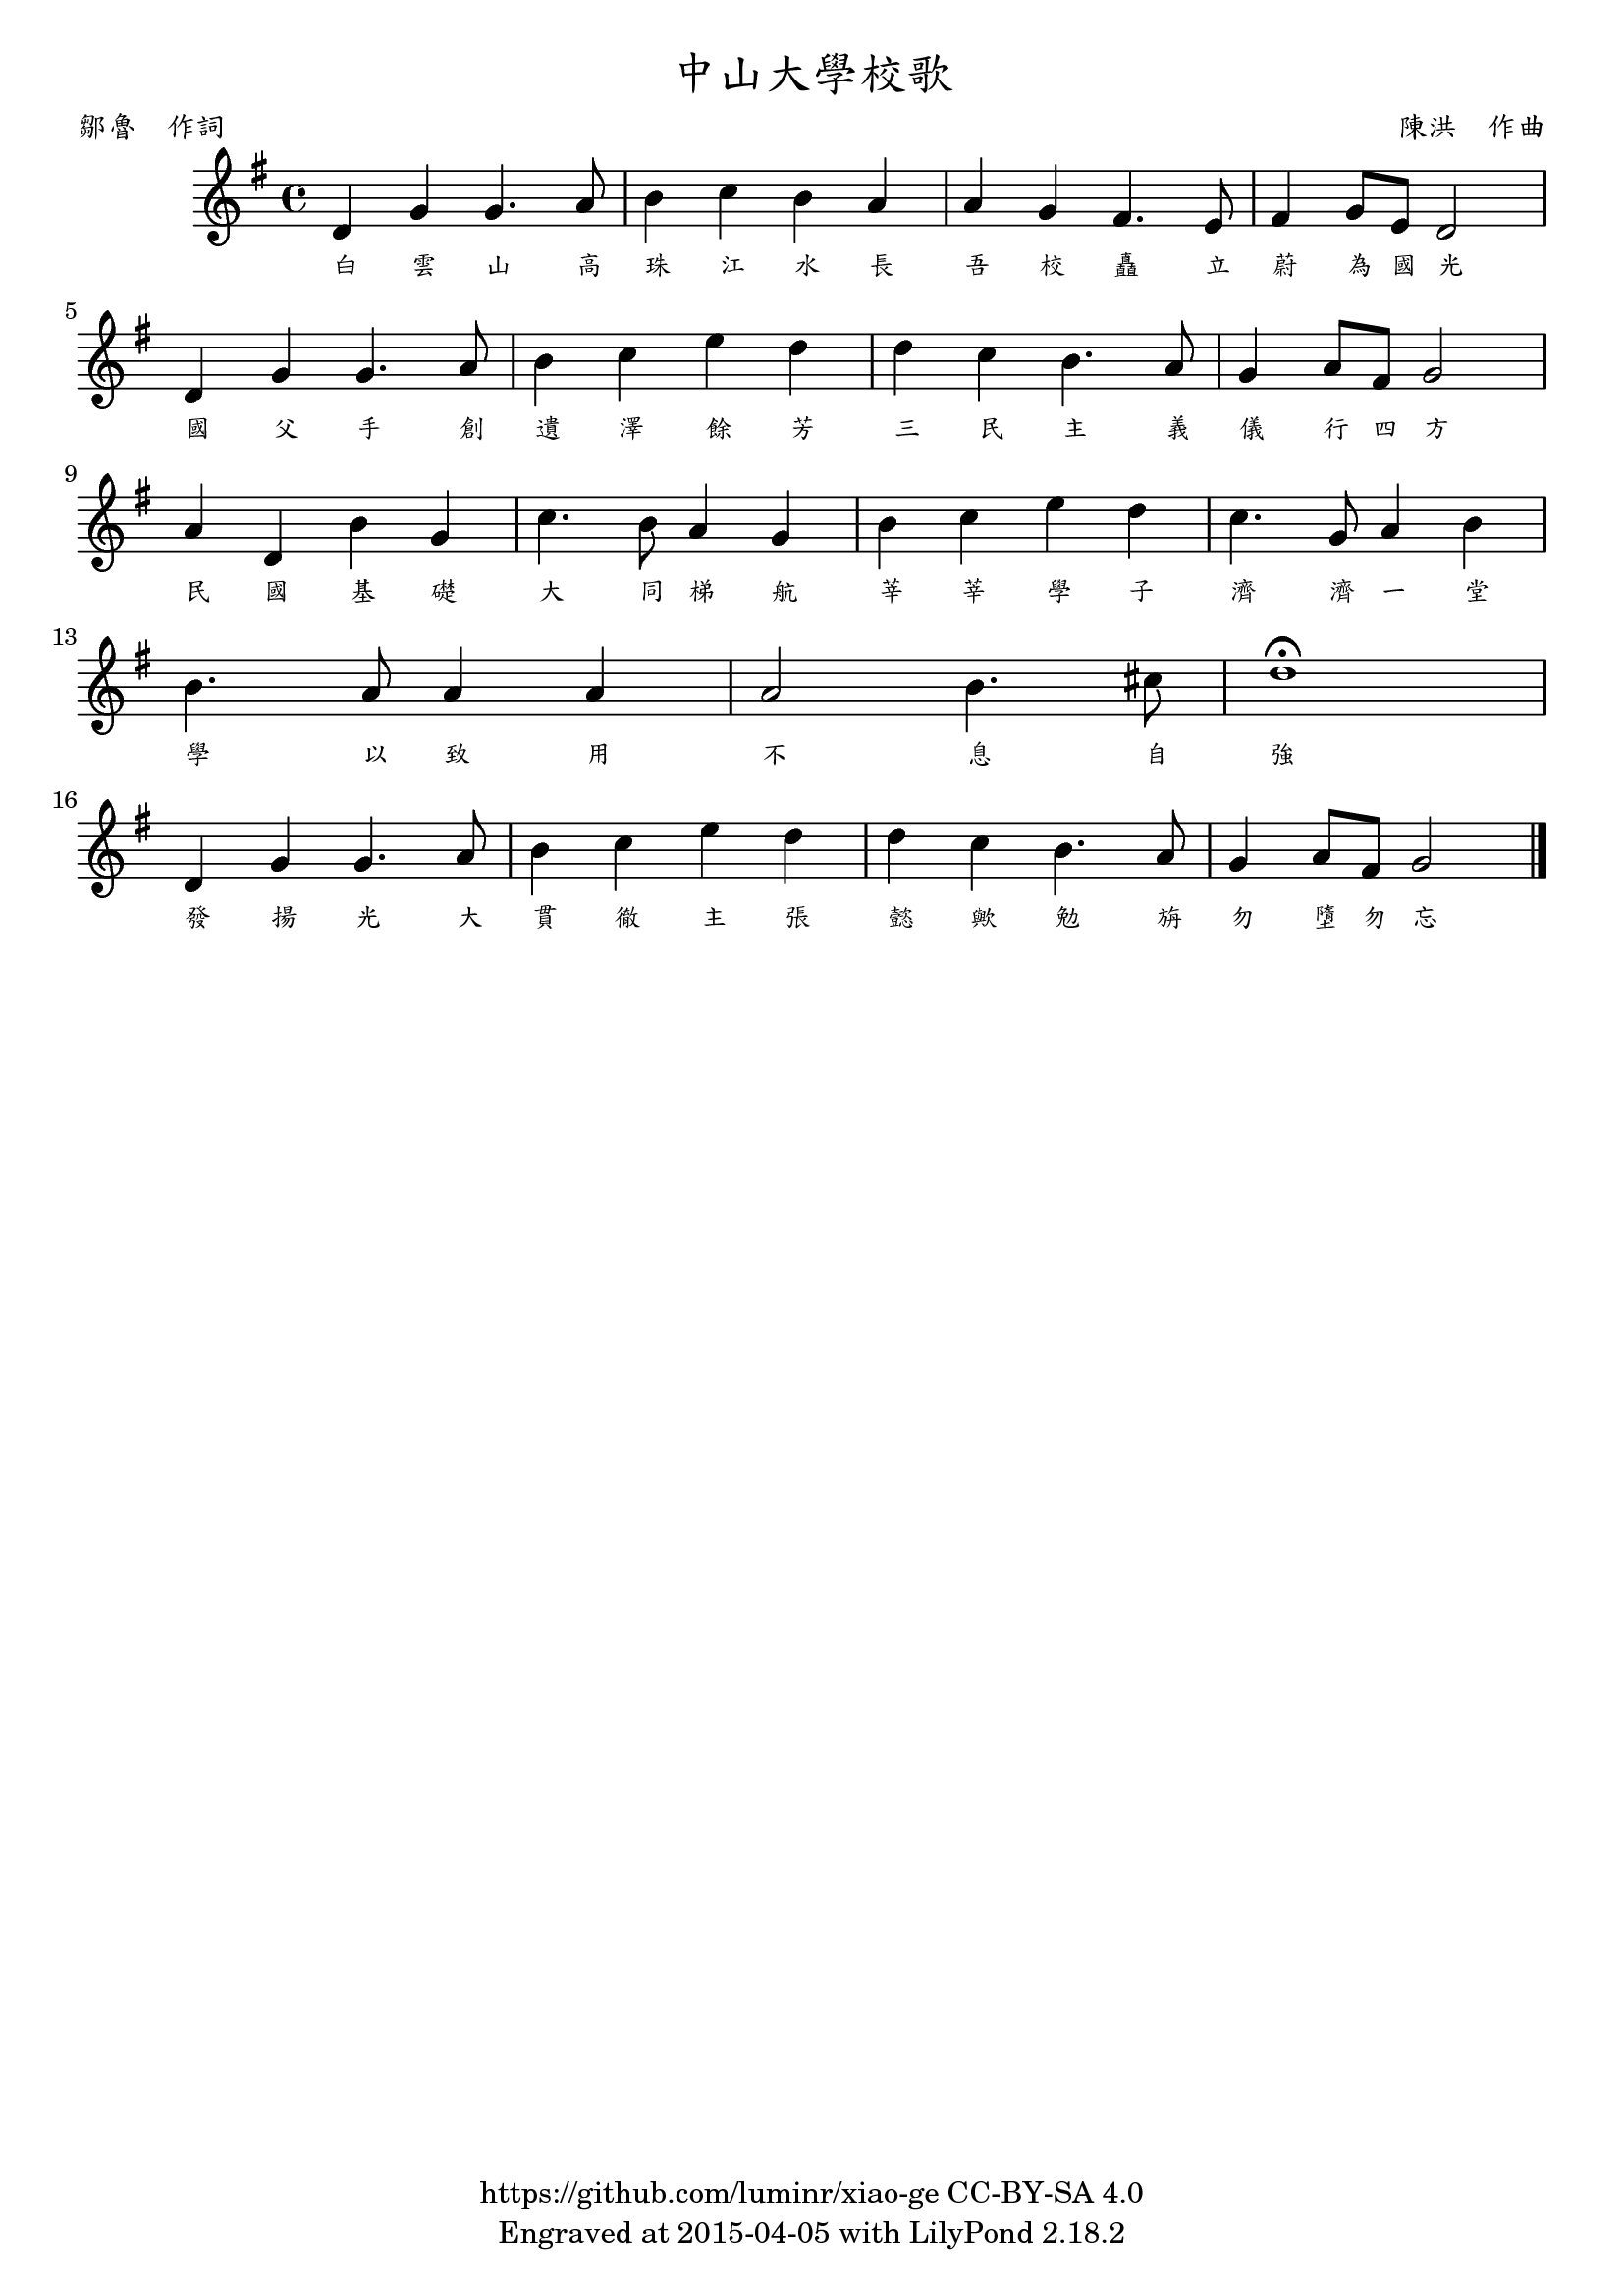 中山大學校歌
鄒魯　作詞
陳洪　作曲
白 雲 山 高 珠 江 水 長 吾 校 矗 立 蔚 為 國 光
5
國 父 手 創 遺 澤 餘 芳 三 民 主 義 儀 行 四 方
9
民 國 基 礎 大 同 梯 航 莘 莘 學 子 濟 濟 一 堂
13
學 以 致 用 不 息 自 強
16
發 揚 光 大 貫 徹 主 張 懿 歟 勉 旃 勿 墮 勿 忘
https://github.com/luminr/xiao-ge CC-BY-SA 4.0
Engraved at 2015-04-05 with LilyPond 2.18.2